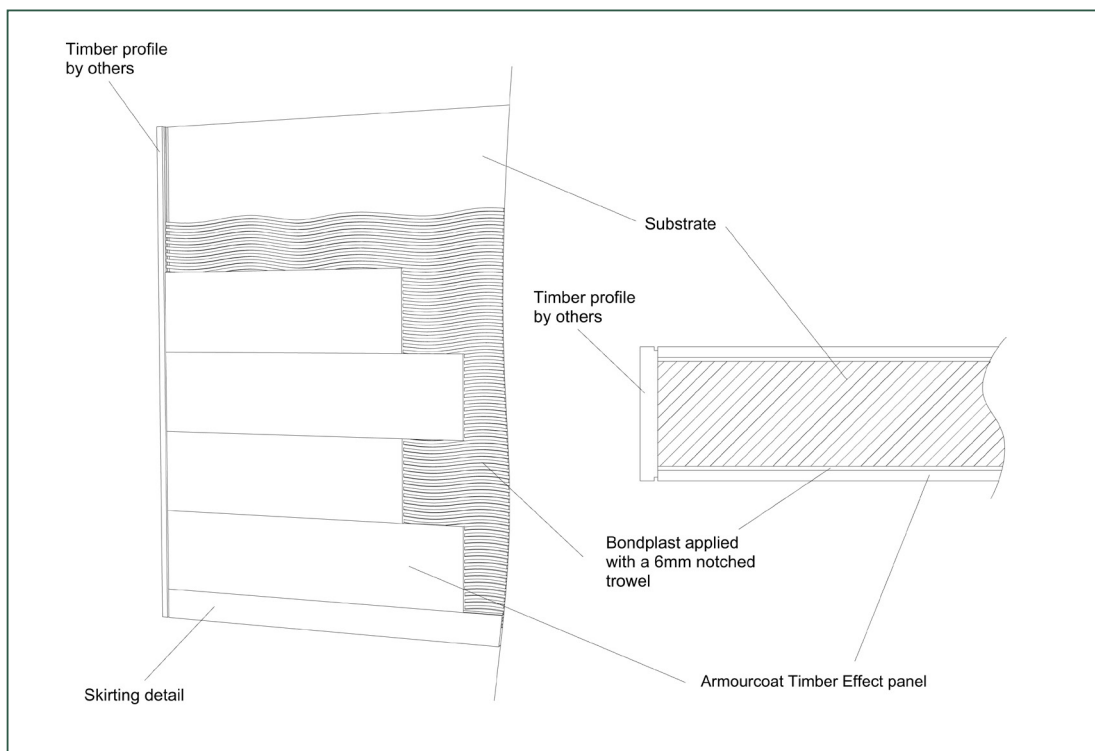 Timber profile
by others
Substrate
Timber profile
by others
Bondplast applied
with a 6mm notched
trowel
Armourcoat Timber Effect panel
Skirting detail